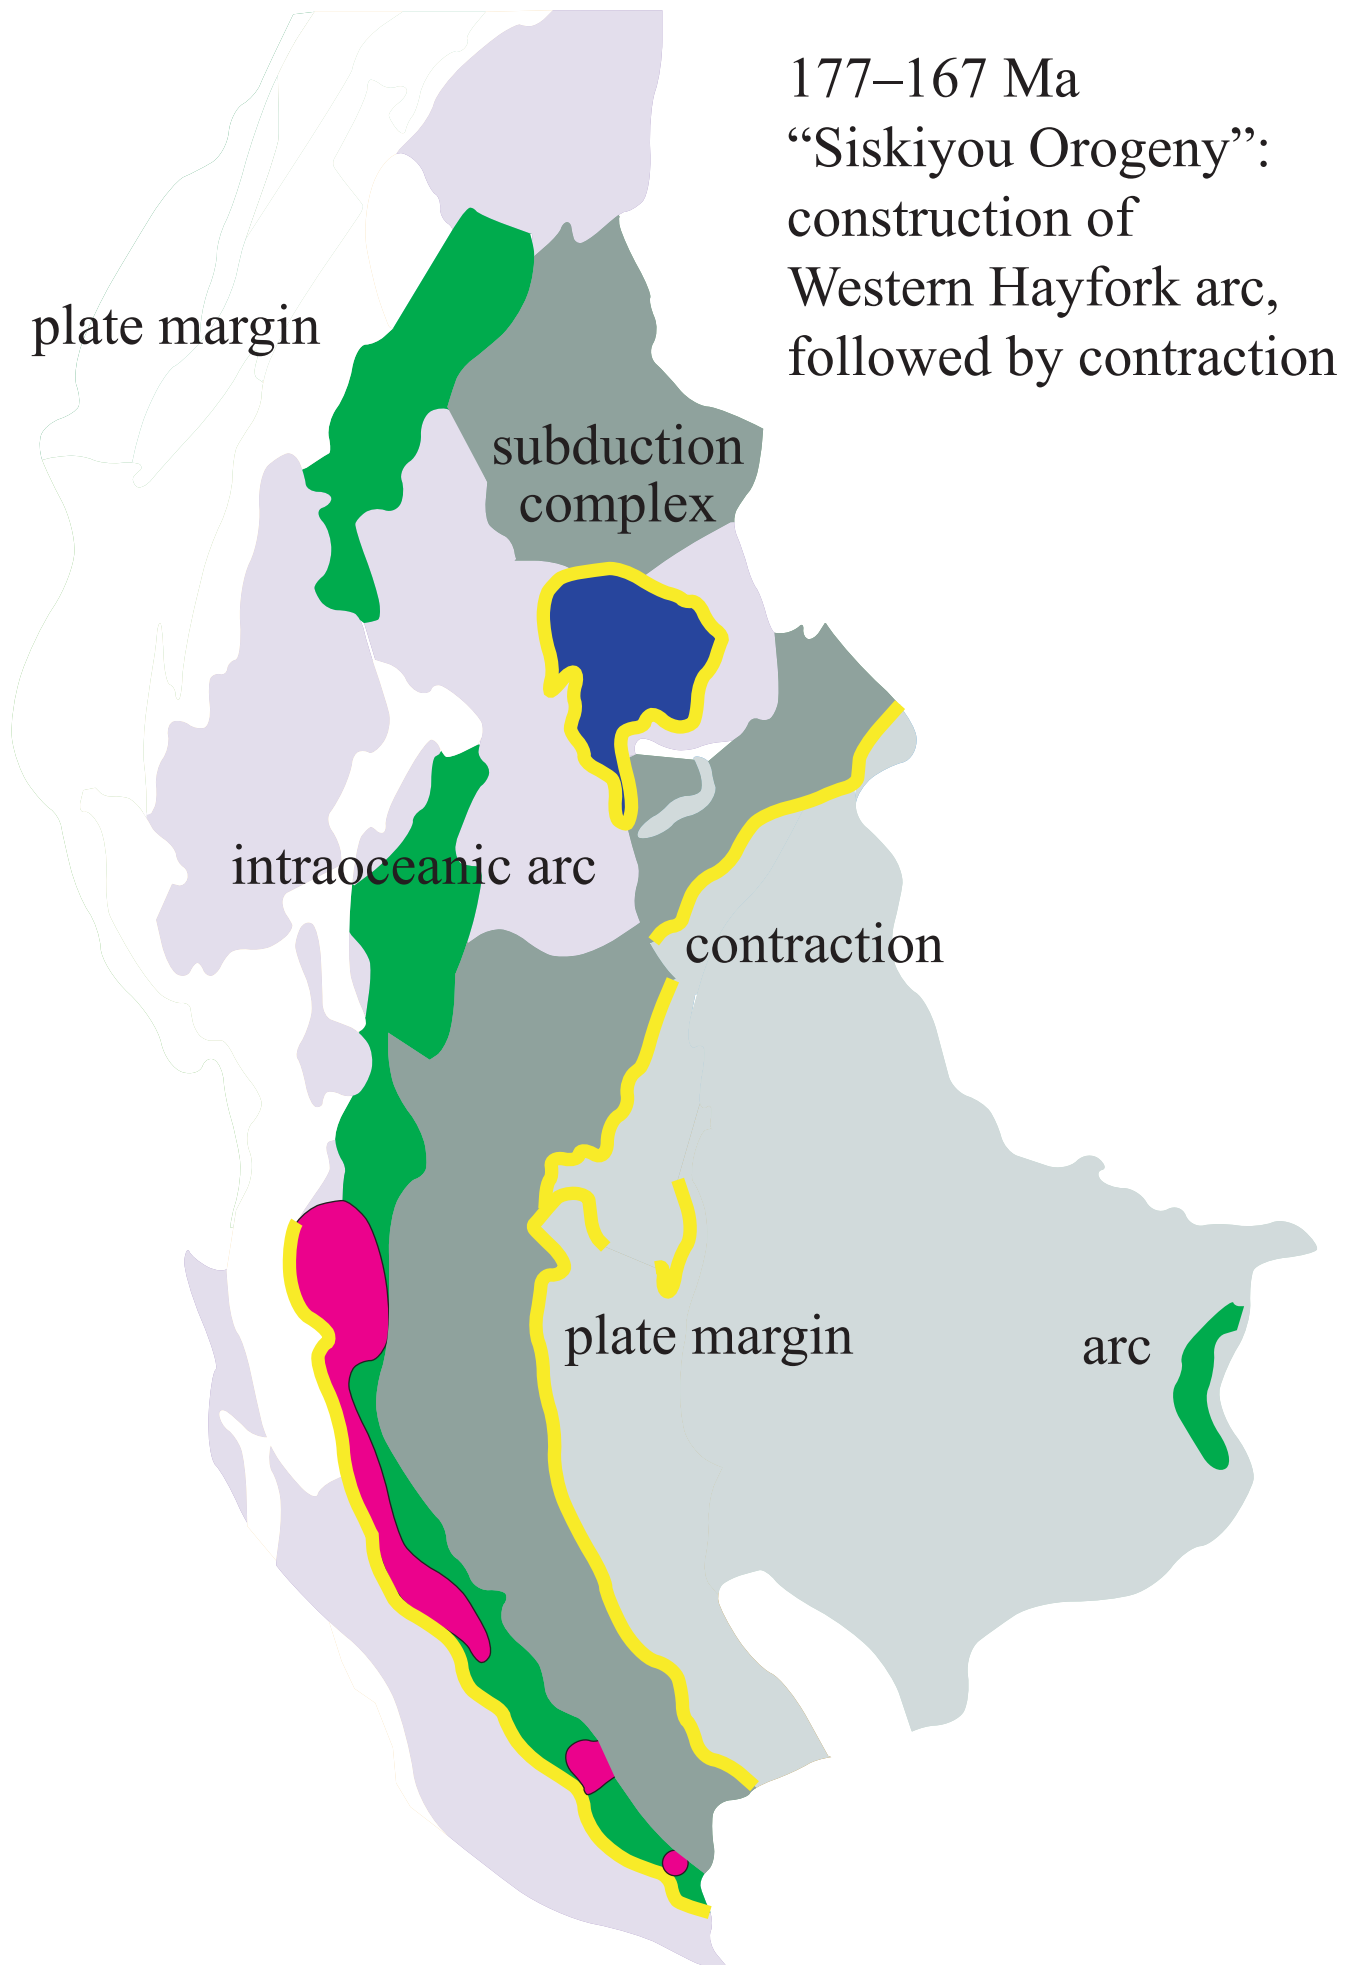 177–167 Ma
“Siskiyou Orogeny”:
construction of
Western Hayfork arc,
followed by contraction
plate margin
subduction
complex
intraoceanic arc
contraction
plate margin
arc